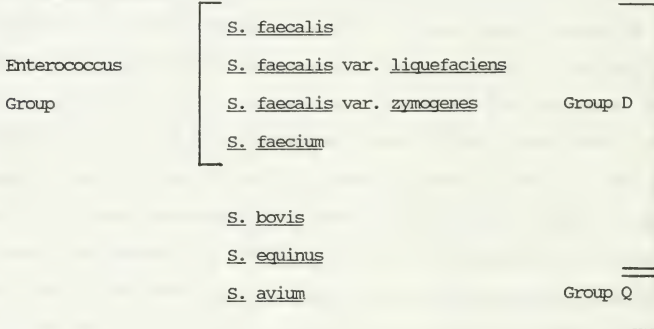 S. faecalis
Enterococcus S. faecalis var. liquefaciens
Group S. faecalis var. zymogenes Group D
S. faecium
S. bovis
S. equinus
S. avium Group Q